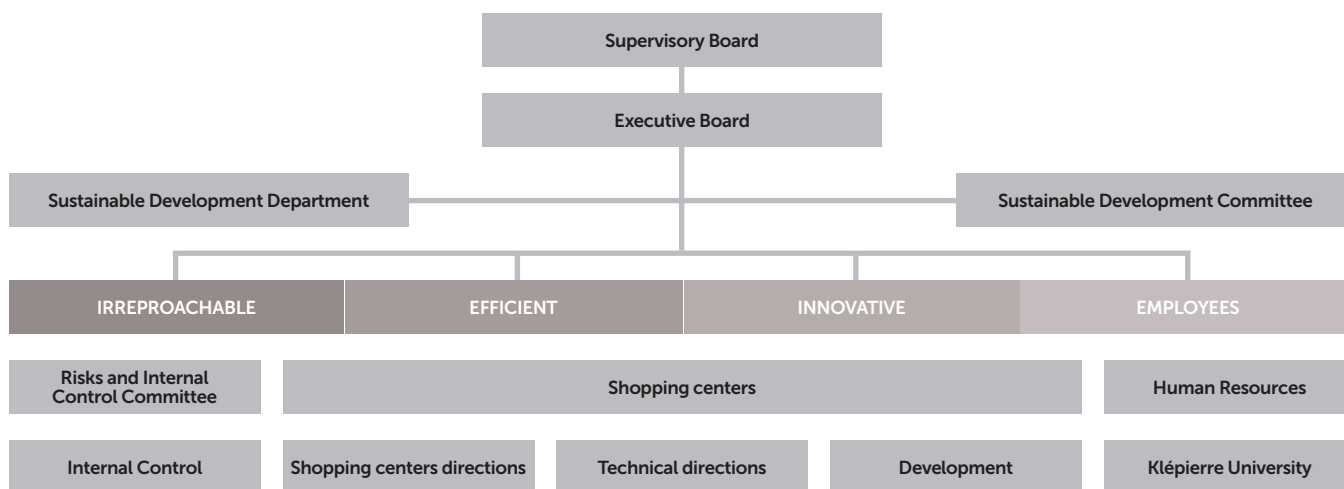 Supervisory Board
Executive Board
Sustainable Development Department
Sustainable Development Committee
IRREPROACHABLE
EFFICIENT
INNOVATIVE
EMPLOYEES
Risks and Internal
Control Committee
Shopping centers
Human Resources
Internal Control
Shopping centers directions
Technical directions
Development
Klépierre University